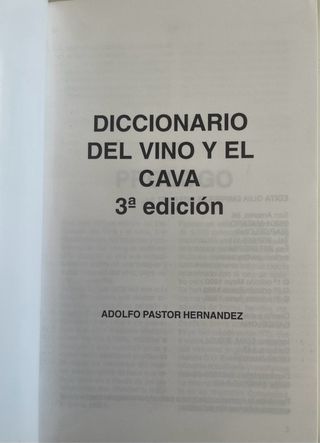 DICCIONARIO
DEL VINO Y EL
CAVA
3ª edición
ADOLFO PASTOR HERNANDEZ